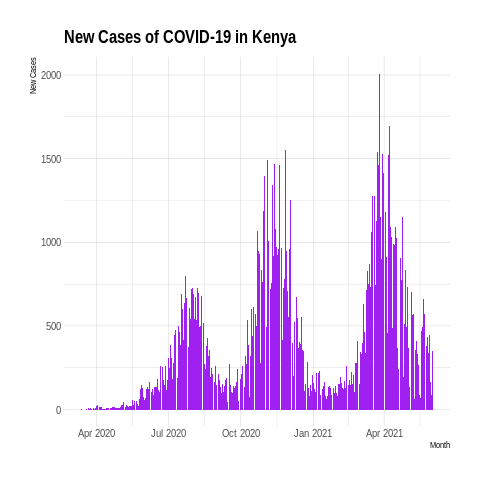 New Cases of COVID-19 in Kenya
New Cases
2000
1500
1000
500
0
Apr 2020 Jul 2020 Oct 2020 Jan 2021 Apr 2021
Month